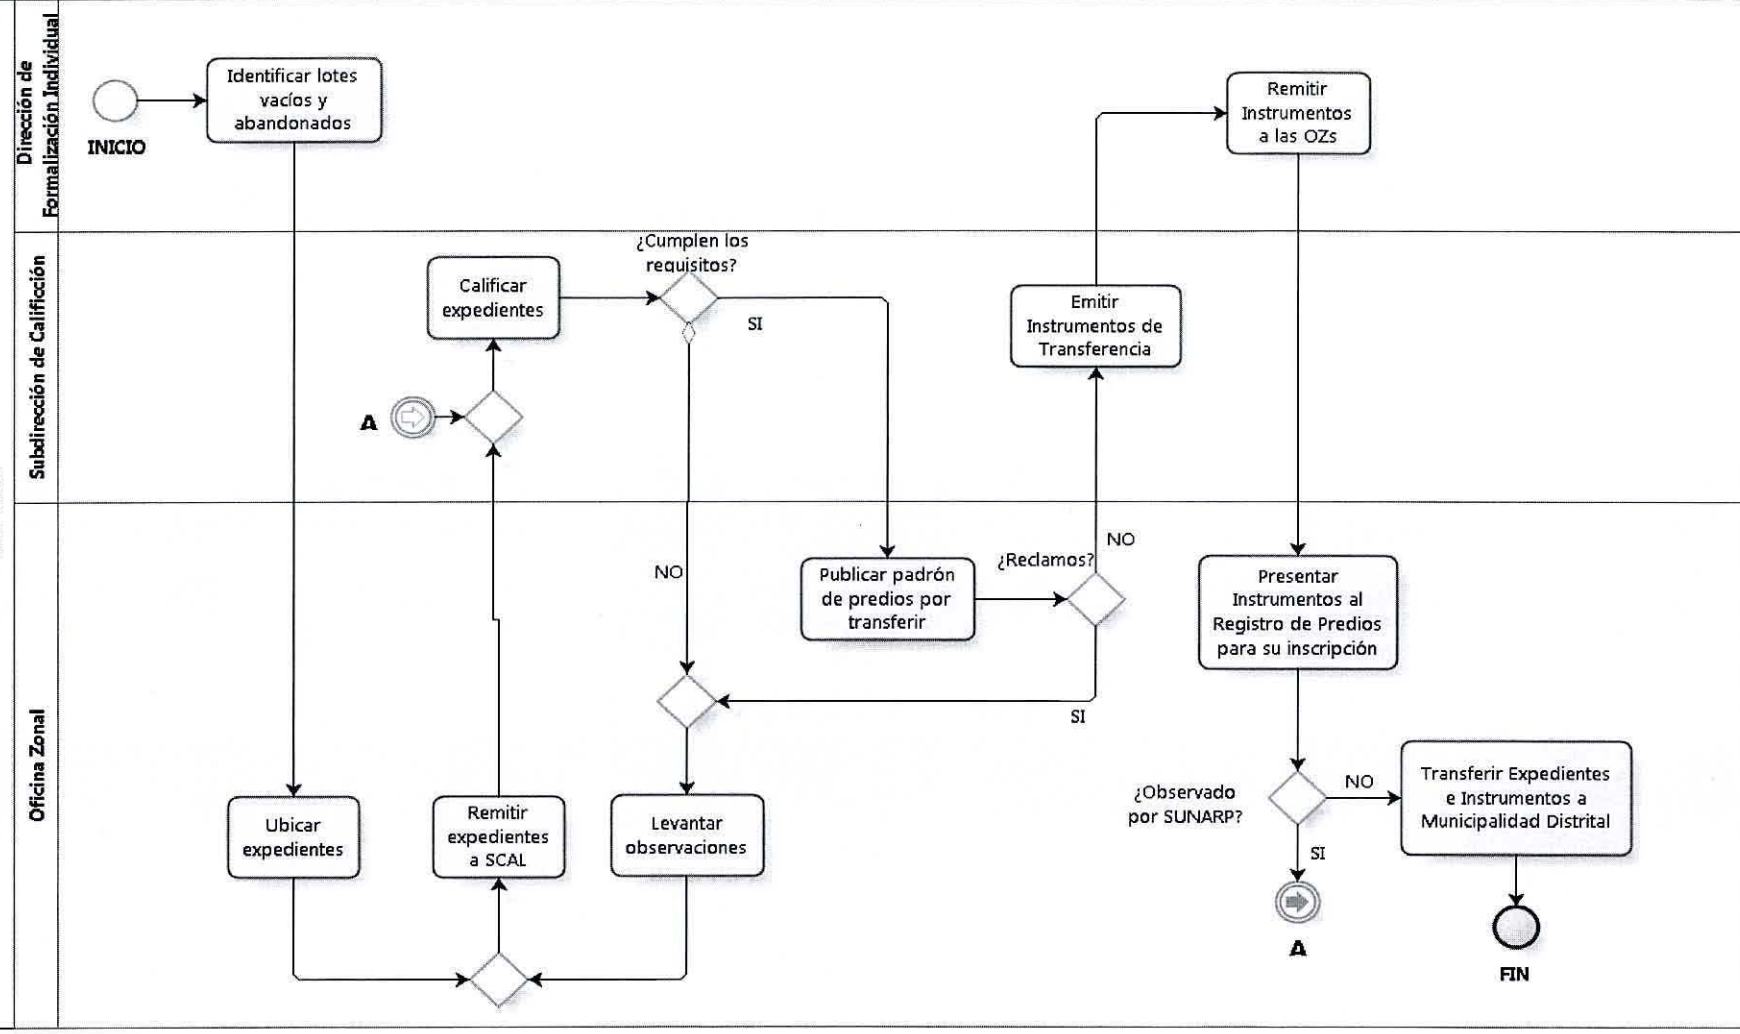 Dirección de
Formalización Individual
INICIO
Identificar lotes
vacíos y
abandonados
Remitir
Instrumentos
a las OZs
Subdirección de Calificción
A
Calificar
expedientes
¿Cumplen los
requisitos?
SI
NO
Emitir
Instrumentos de
Transferencia
Oficina Zonal
Ubicar
expedientes
Remitir
expedientes
a SCAL
Levantar
observaciones
Publicar padrón
de predios por
transferir
¿Reclamos?
NO
SI
Presentar
Instrumentos al
Registro de Predios
para su inscripción
¿Observado
por SUNARP?
NO
SI
A
Transferir Expedientes
e Instrumentos a
Municipalidad Distrital
FIN